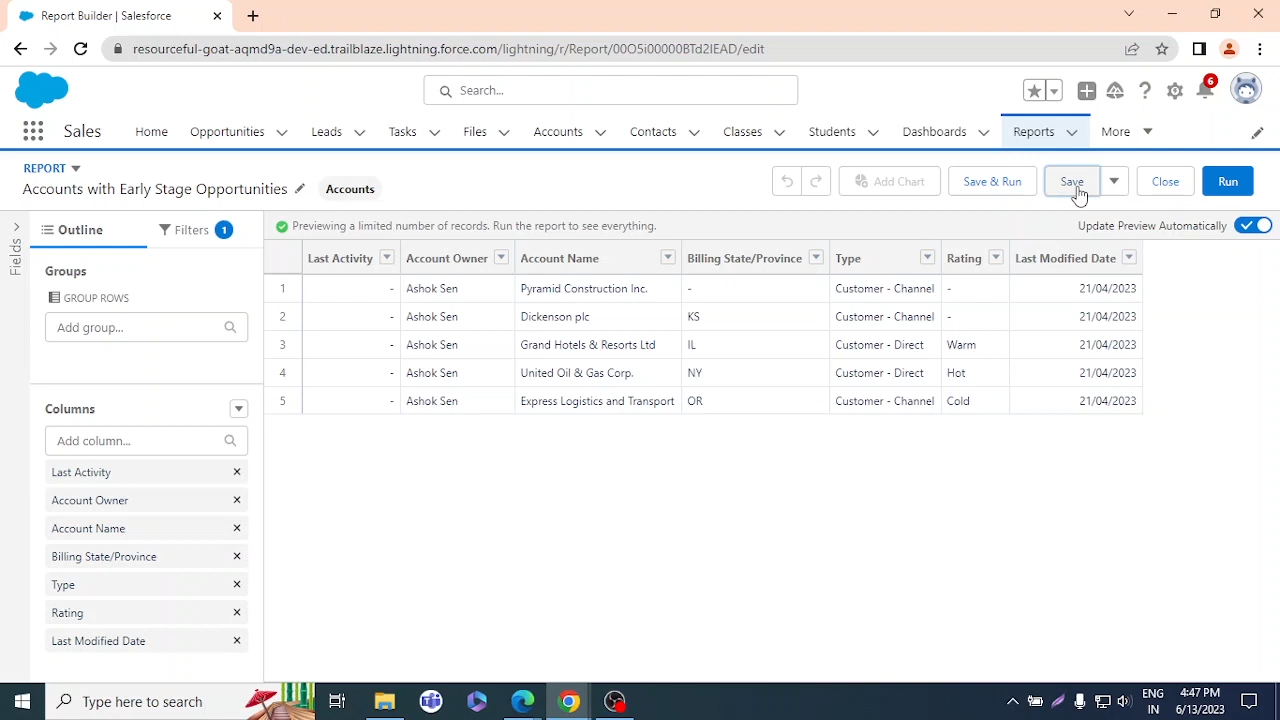 Report Builder | Salesforce
resourceful-goat-aqmd9a-dev-ed.trailblaze.lightning.force.com/lightning/r/Report/00O5i00000BTd2IEAD/edit
Search...
6
Sales Home Opportunities Leads Tasks Files Accounts Contacts Classes Students Dashboards Reports More
REPORT
Accounts with Early Stage Opportunities Accounts
Add Chart Save & Run Save Close Run
Fields
Outline Filters 1
Previewing a limited number of records. Run the report to see everything. Update Preview Automatically
Groups
GROUP ROWS
Add group...
Columns
Add column...
Last Activity
Account Owner
Account Name
Billing State/Province
Type
Rating
Last Modified Date
Last Activity Account Owner Account Name Billing State/Province Type Rating Last Modified Date
1 - Ashok Sen Pyramid Construction Inc. - Customer - Channel - 21/04/2023
2 - Ashok Sen Dickenson plc KS Customer - Channel - 21/04/2023
3 - Ashok Sen Grand Hotels & Resorts Ltd IL Customer - Direct Warm 21/04/2023
4 - Ashok Sen United Oil & Gas Corp. NY Customer - Direct Hot 21/04/2023
5 - Ashok Sen Express Logistics and Transport OR Customer - Channel Cold 21/04/2023
Type here to search
ENG
IN
4:47 PM
6/13/2023